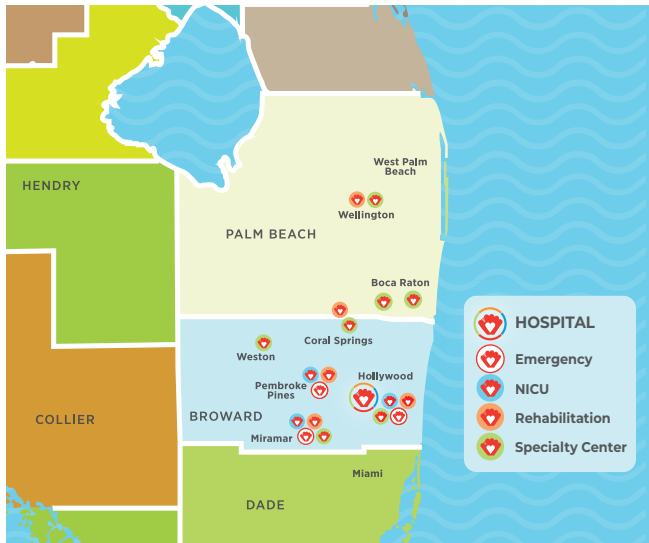 HENDRY
West Palm
Beach
Wellington
PALM BEACH
Boca Raton
HOSPITAL
Emergency
NICU
Rehabilitation
Specialty Center
Coral Springs
Weston
Hollywood
Pembroke
Pines
BROWARD
COLLIER
Miramar
Miami
DADE